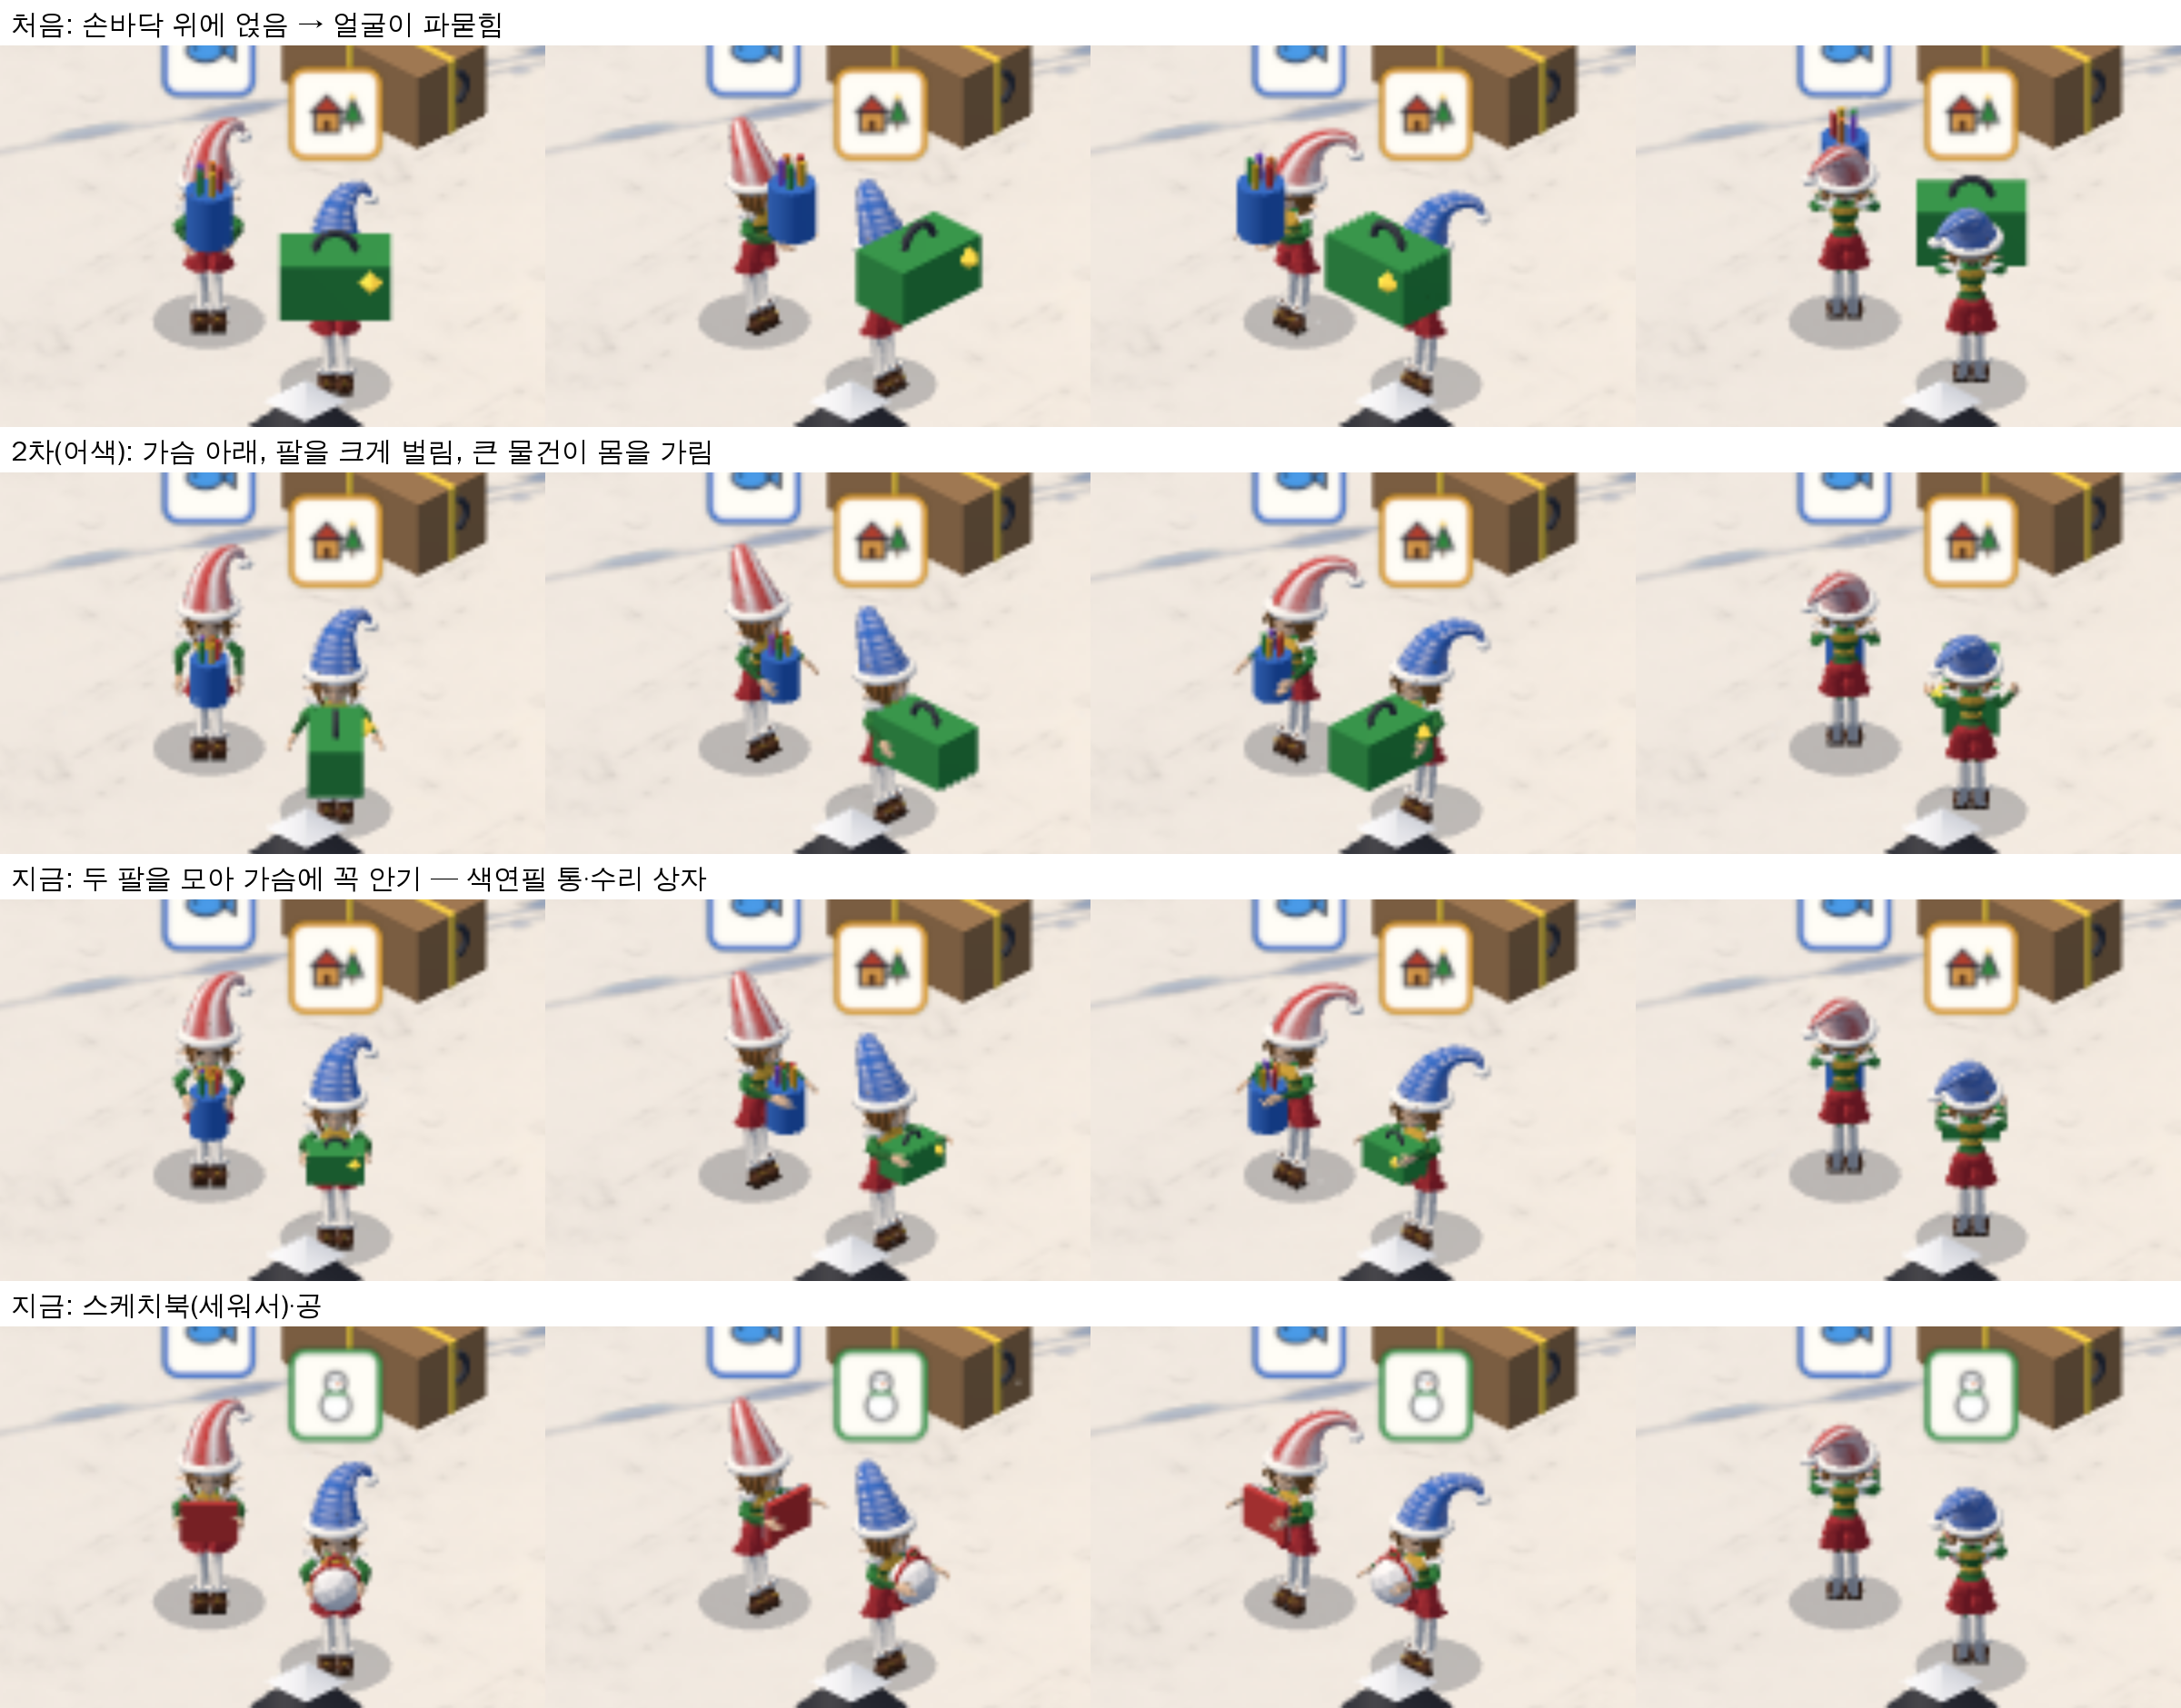 처음: 손바닥 위에 얹음 → 얼굴이 파묻힘
2차(어색): 가슴 아래, 팔을 크게 벌림, 큰 물건이 몸을 가림
지금: 두 팔을 모아 가슴에 꼭 안기 — 색연필 통·수리 상자
지금: 스케치북(세워서)·공